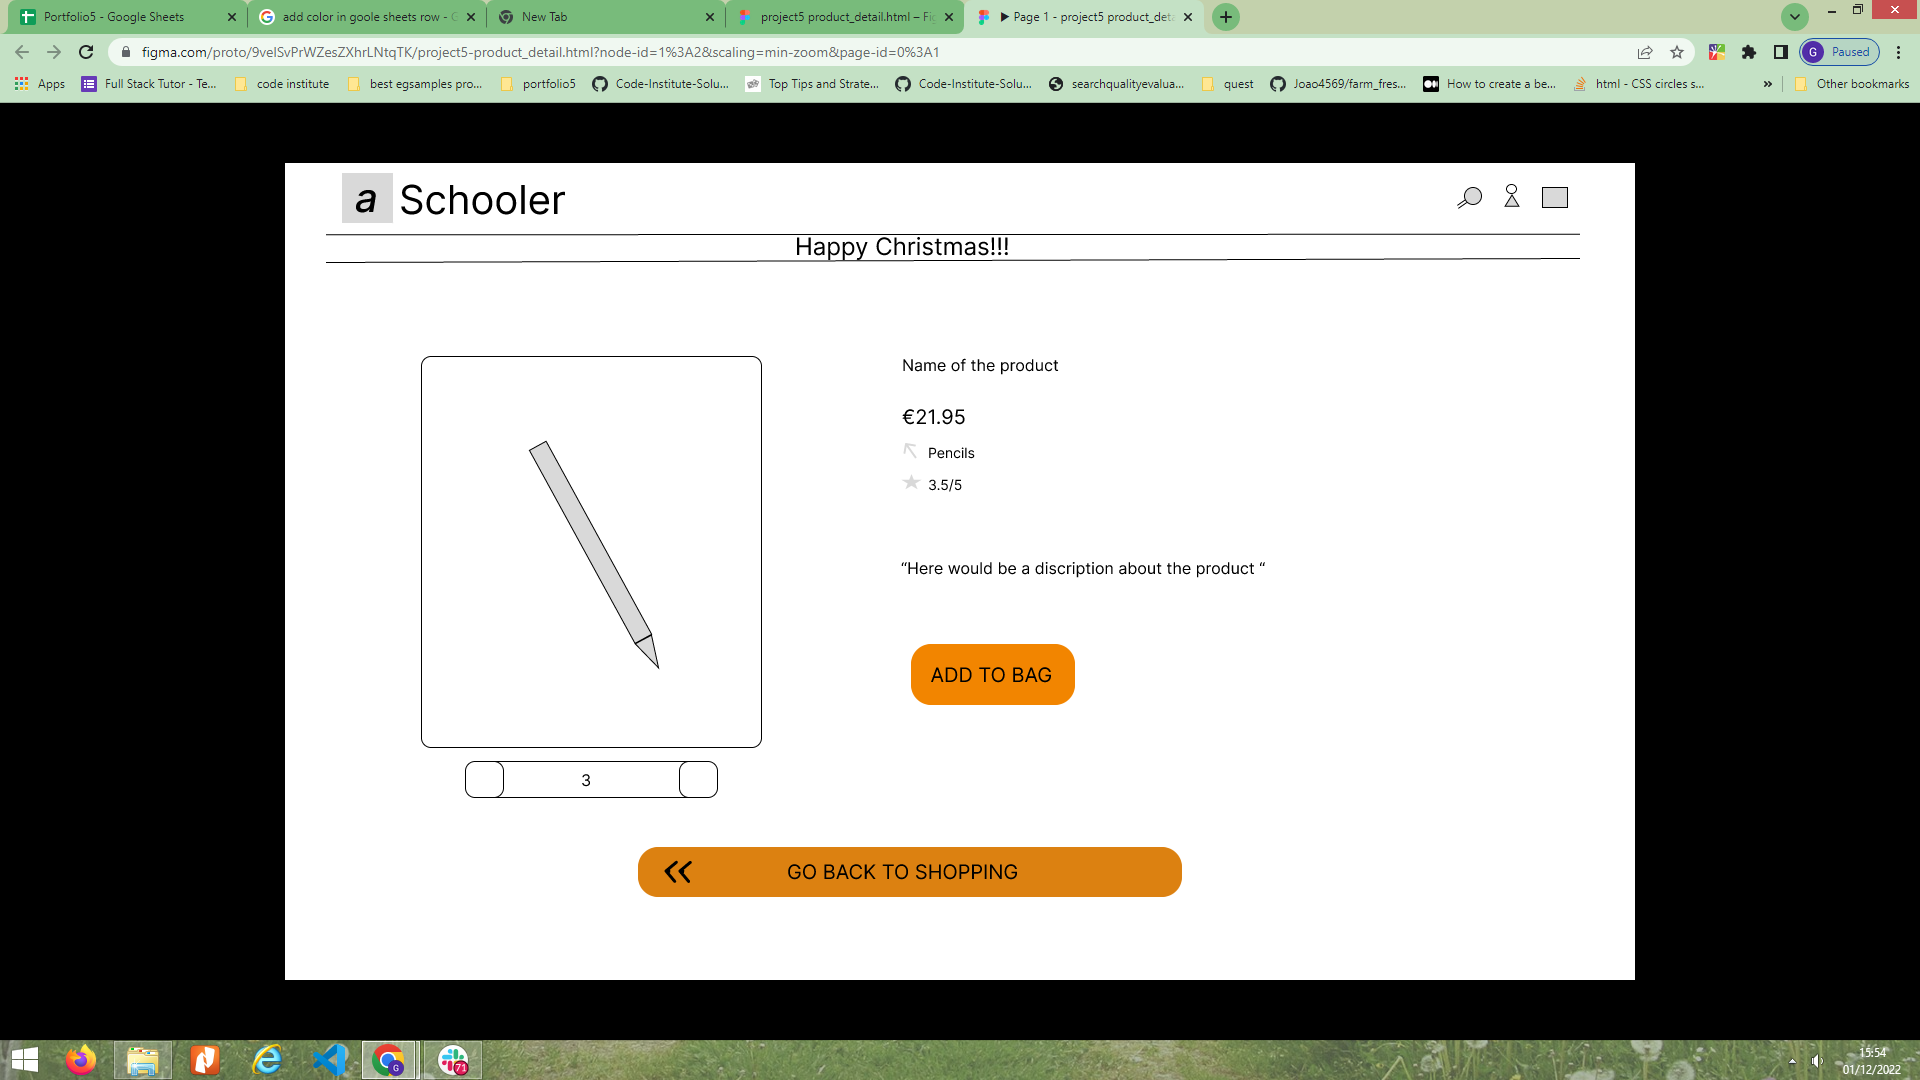 Portfolio5 - Google Sheets
add color in goole sheets row - G
New Tab
project5 product_detail.html – Fig
Page 1 - project5 product_deta
figma.com/proto/9velSvPrWZesZXhrLNtqTK/project5-product_detail.html?node-id=1%3A2&scaling=min-zoom&page-id=0%3A1
G Paused
Apps
Full Stack Tutor - Te...
code institute
best egsamples pro...
portfolio5
Code-Institute-Solu...
Top Tips and Strate...
Code-Institute-Solu...
searchqualityevalua...
quest
Joao4569/farm_fres...
How to create a be...
html - CSS circles s...
»
Other bookmarks
a Schooler
Happy Christmas!!!
Name of the product
€21.95
Pencils
3.5/5
“Here would be a discription about the product “
ADD TO BAG
3
GO BACK TO SHOPPING
G
71
15:54
01/12/2022